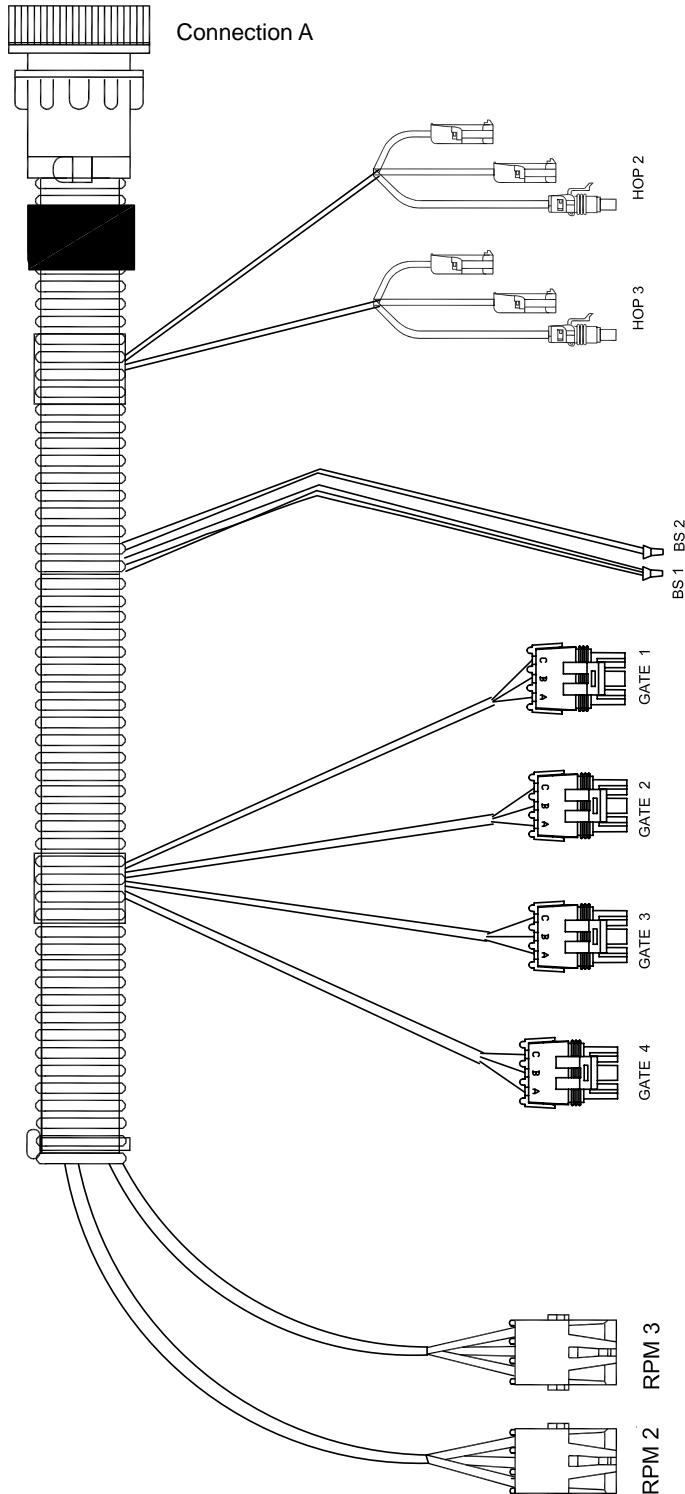 Connection A
HOP 2
HOP 3
BS 2
BS 1
C B A
GATE 1
C B A
GATE 2
C B A
GATE 3
C B A
GATE 4
RPM 3
RPM 2